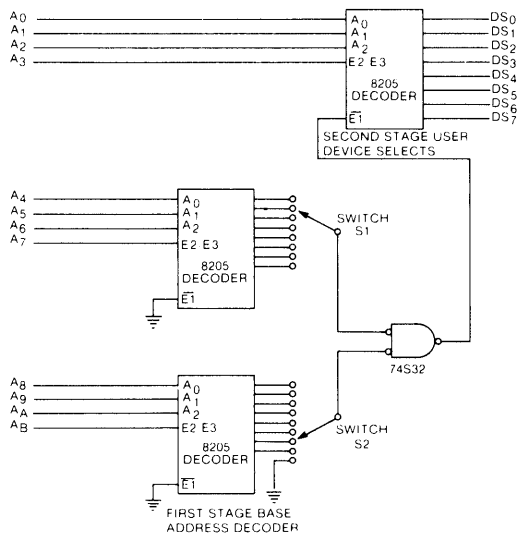 A0 A0 DS0
A1 A1 DS1
A2 A2 DS2
A3 E2 E3 DS3
8205 DS4
DECODER DS5
DS6
E1 DS7
SECOND STAGE USER
DEVICE SELECTS
A4 A0
A5 A1
A6 A2
A7 E2 E3
8205
DECODER
E1
SWITCH
S1
74S32
A8 A0
A9 A1
AA A2
AB E2 E3
8205
DECODER
E1
SWITCH
S2
FIRST STAGE BASE
ADDRESS DECODER